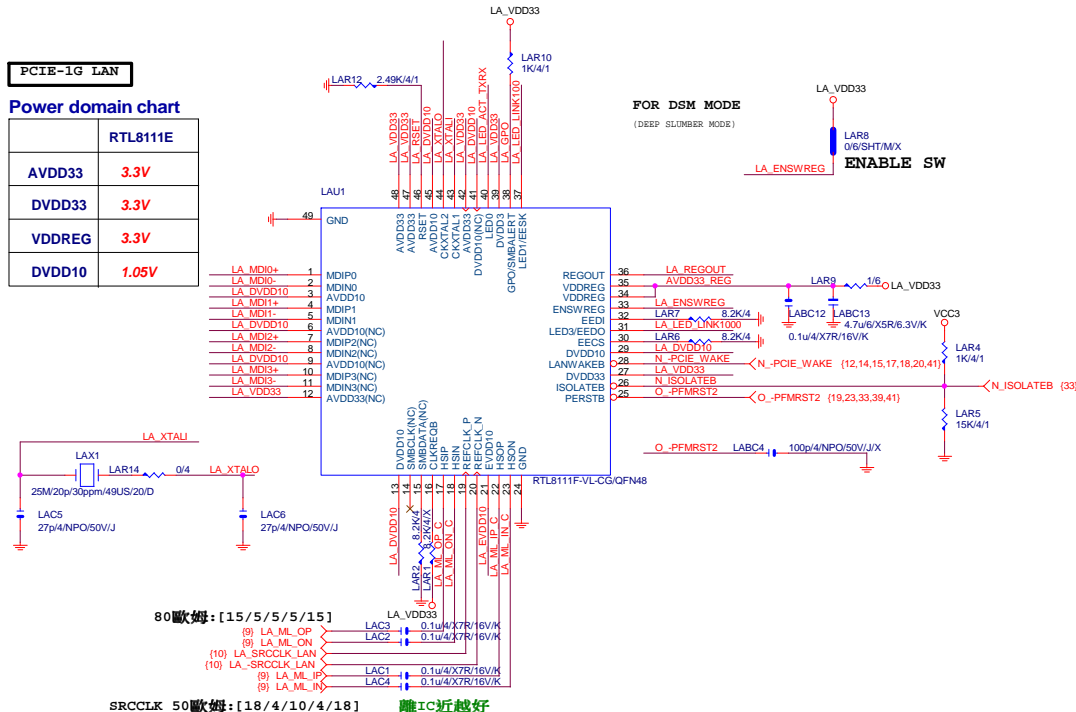 LA_VDD33
PCIE-1G LAN
LAR10
1K/4/1
LAR12
2.49K/4/1
Power domain chart
RTL8111E
AVDD33 3.3V
DVDD33 3.3V
VDDREG 3.3V
DVDD10 1.05V
FOR DSM MODE
(DEEP SLUMBER MODE)
LA_VDD33
LAR8
0/6/SHT/M/X
ENABLE SW
LA_ENSWREG
LA_VDD33
LA_VDD33
LA_RSET
LA_DVDD10
LA_XTALO
LA_XTALI
LA_VDD33
LA_DVDD10
LA_LED_ACT_TXRX
LA_VDD33
LA_GPO
LA_LED_LINK100
LAU1
48 47 46 45 44 43 42 41 40 39 38 37
AVDD33
AVDD33
RSET
AVDD10
CKXTAL2
CKXTAL1
AVDD33
DVDD10(NC)
LED0
DVDD3
GPO/SMBALERT
LED1/EESK
49 GND
LA_MDI0+ 1 MDIP0
LA_MDI0- 2 MDIN0
LA_DVDD10 3 AVDD10
LA_MDI1+ 4 MDIP1
LA_MDI1- 5 MDIN1
LA_DVDD10 6 AVDD10(NC)
LA_MDI2+ 7 MDIP2(NC)
LA_MDI2- 8 MDIN2(NC)
LA_DVDD10 9 AVDD10(NC)
LA_MDI3+ 10 MDIP3(NC)
LA_MDI3- 11 MDIN3(NC)
LA_VDD33 12 AVDD33(NC)
REGOUT 36 LA_REGOUT
VDDREG 35 AVDD33_REG
VDDREG 34
ENSWREG 33 LA_ENSWREG
EEDI 32 LAR7 8.2K/4
LED3/EEDO 31 LA_LED_LINK1000
EECS 30 LAR6 8.2K/4
DVDD10 29 LA_DVDD10
LANWAKEB 28 N_-PCIE_WAKE N_-PCIE_WAKE {12,14,15,17,18,20,41}
DVDD33 27 LA_VDD33
ISOLATEB 26 N_ISOLATEB N_ISOLATEB {33}
PERSTB 25 O_-PFMRST2 O_-PFMRST2 {19,23,33,39,41}
LAR9 1/6 LA_VDD33
LABC12
0.1u/4/X7R/16V/K
LABC13
4.7u/6/X5R/6.3V/K
VCC3
LAR4
1K/4/1
LAR5
15K/4/1
O_-PFMRST2 LABC4 100p/4/NPO/50V/J/X
DVDD10
SMBCLK(NC)
SMBDATA(NC)
CLKREQB
HSIP
HSIN
REFCLK_P
REFCLK_N
EVDD10
HSOP
HSON
GND
RTL8111F-VL-CG/QFN48
13 14 15 16 17 18 19 20 21 22 23 24
LA_DVDD10
LAR2 8.2K/4
LAR1 8.2K/4/X
LA_ML_OP_C
LA_ML_ON_C
LA_EVDD10
LA_ML_IP_C
LA_ML_IN_C
LA_XTALI
LAX1
LAR14 0/4 LA_XTALO
25M/20p/30ppm/49US/20/D
LAC5
27p/4/NPO/50V/J
LAC6
27p/4/NPO/50V/J
LA_VDD33
80歐姆:[15/5/5/5/15]
{9} LA_ML_OP LAC3 0.1u/4/X7R/16V/K
{9} LA_ML_ON LAC2 0.1u/4/X7R/16V/K
{10} LA_SRCCLK_LAN
{10} LA_-SRCCLK_LAN
{9} LA_ML_IP LAC1 0.1u/4/X7R/16V/K
{9} LA_ML_IN LAC4 0.1u/4/X7R/16V/K
SRCCLK 50歐姆:[18/4/10/4/18]
離IC近越好